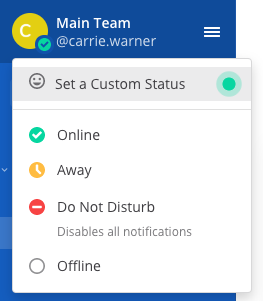 C
Main Team
@carrie.warner
Set a Custom Status
Online
Away
Do Not Disturb
Disables all notifications
Offline